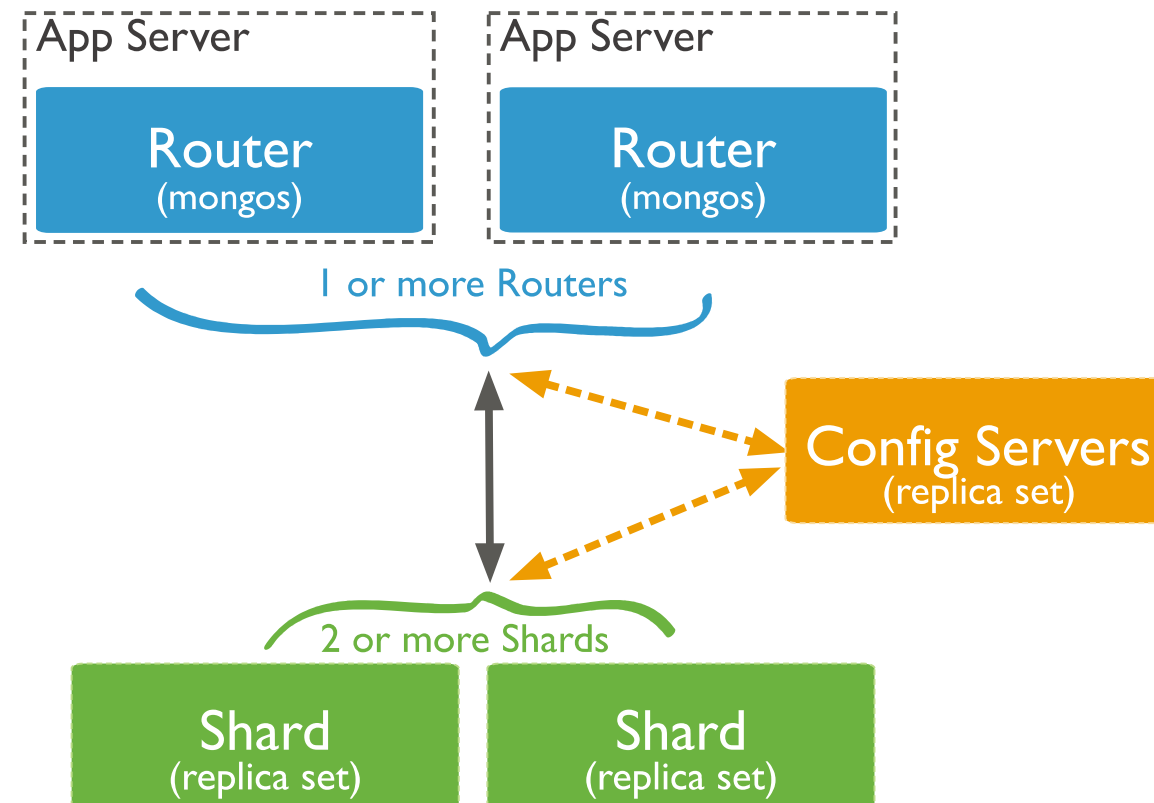 App Server
App Server
Router
(mongos)
Router
(mongos)
1 or more Routers
Config Servers
(replica set)
2 or more Shards
Shard
(replica set)
Shard
(replica set)